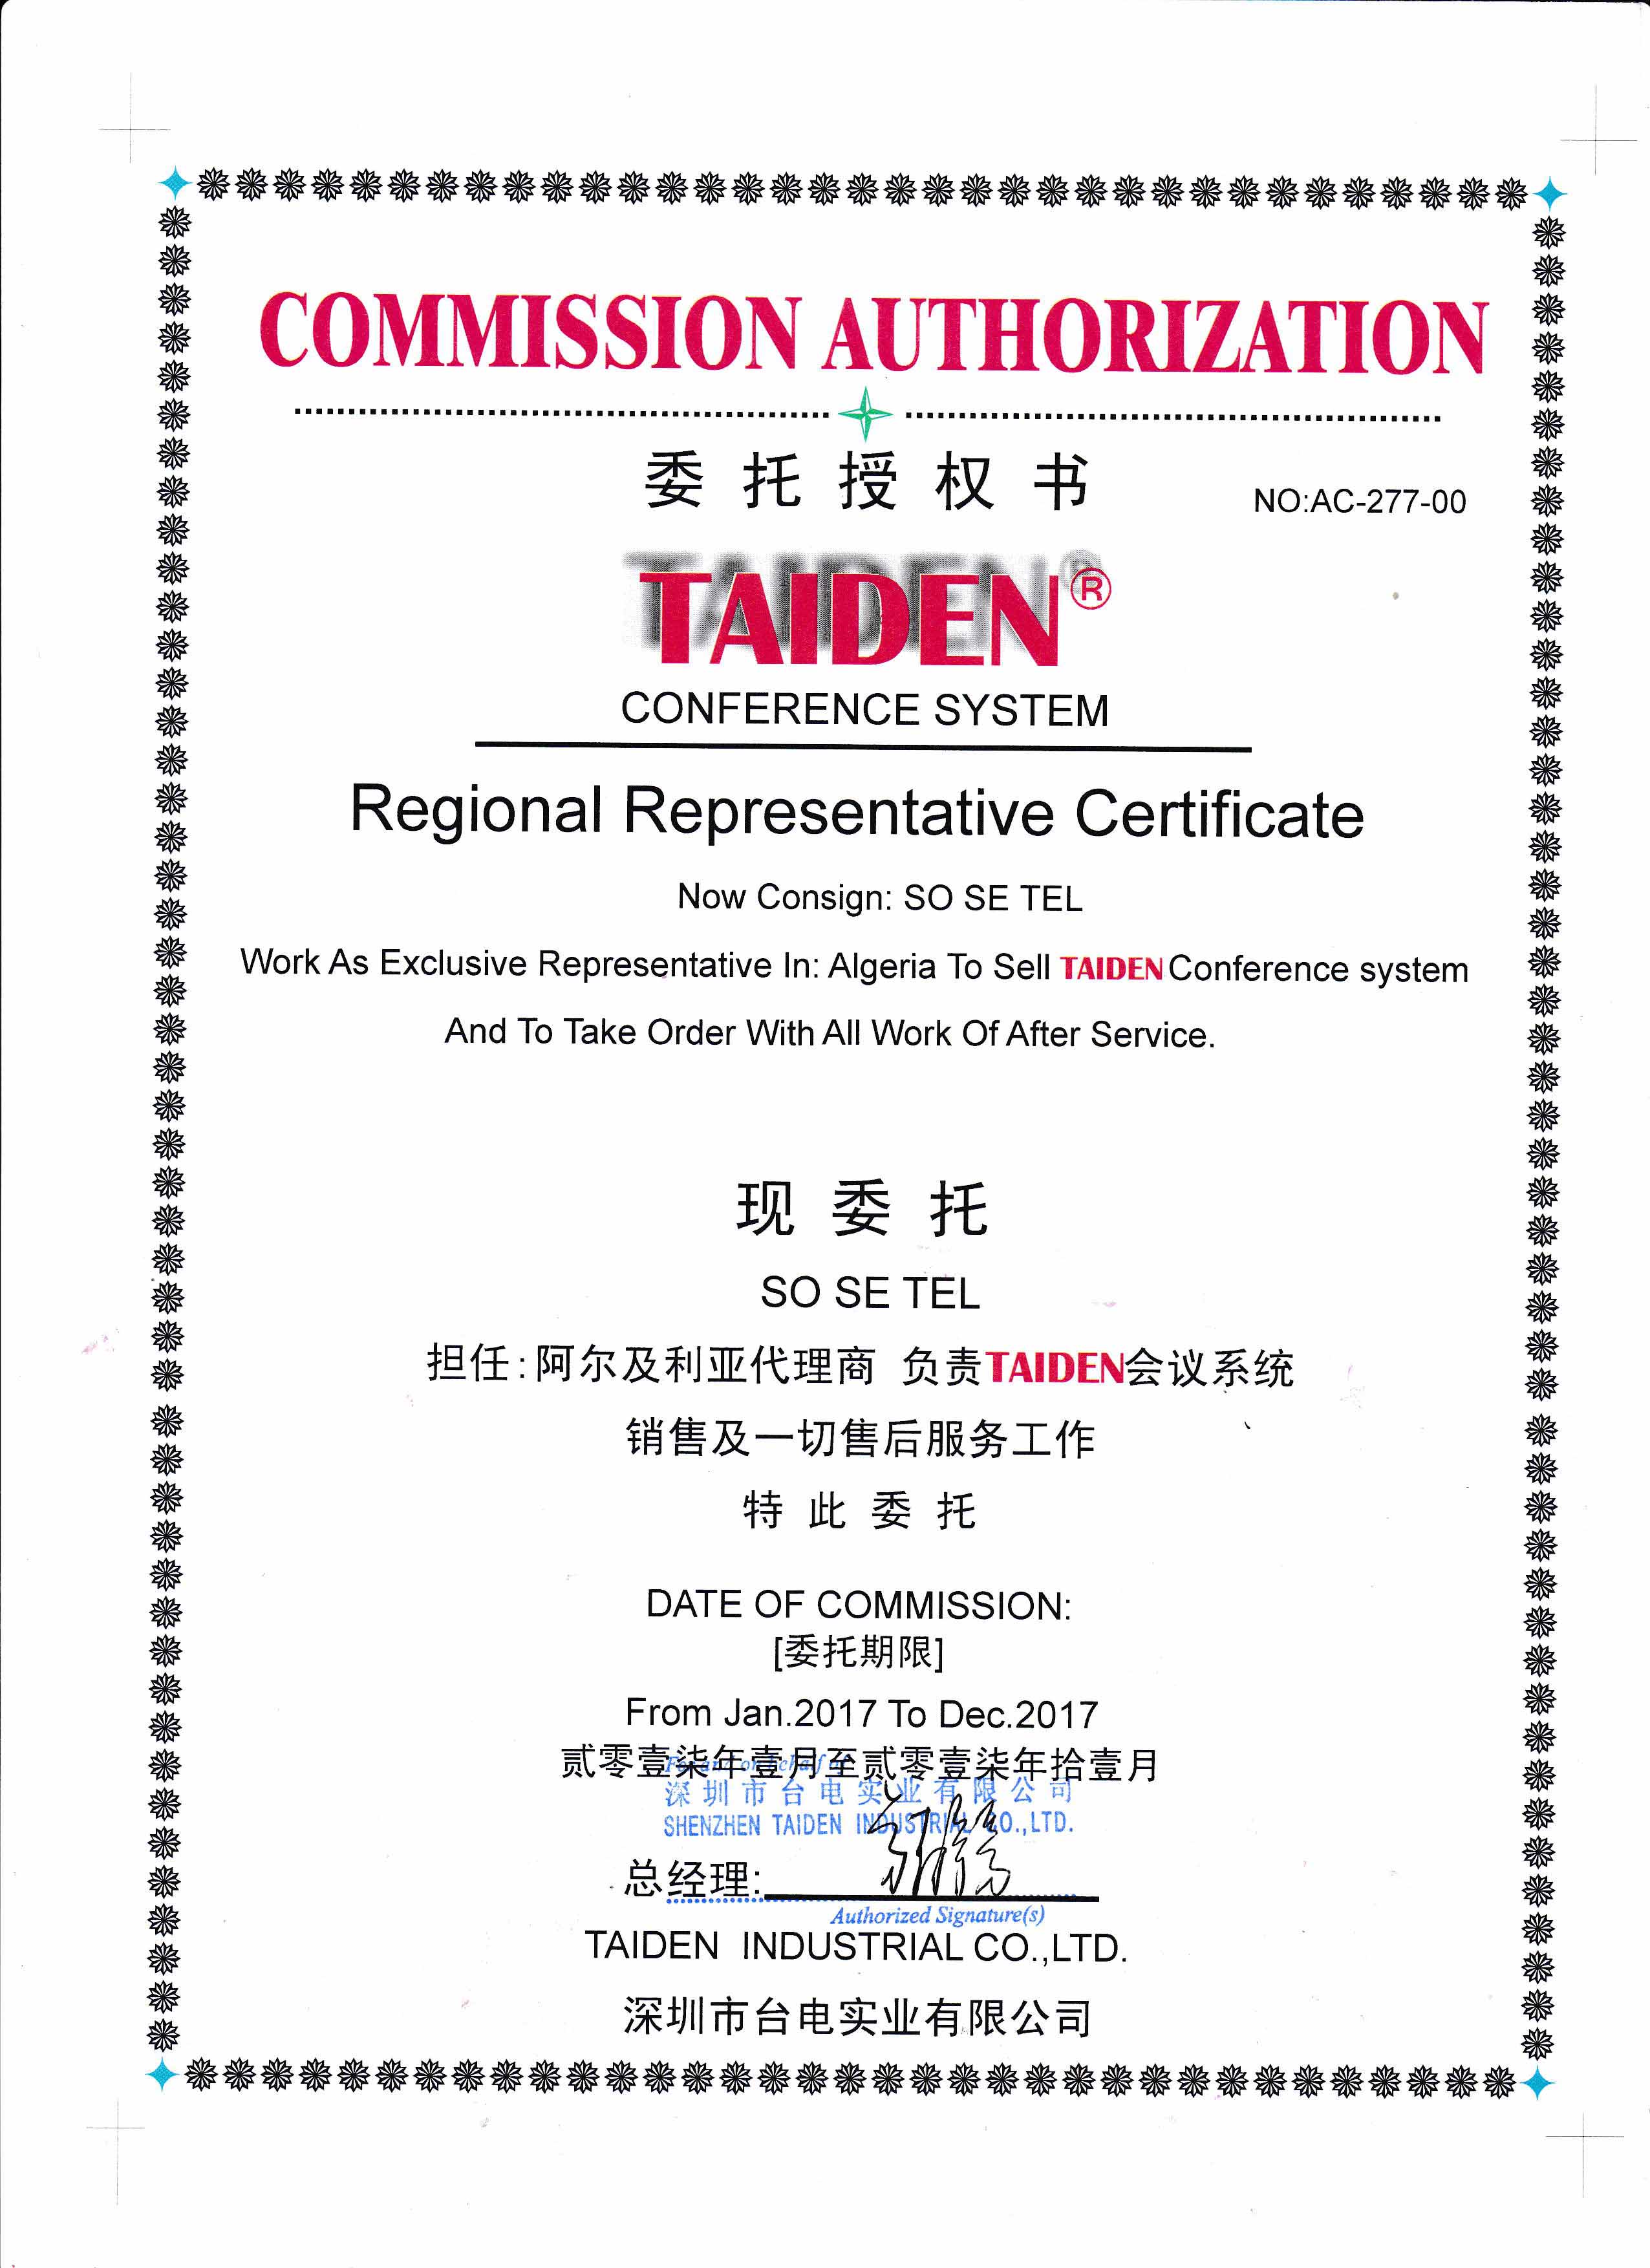 COMMISSION AUTHORIZATION
委托授权书
NO:AC-277-00
TAIDEN®
CONFERENCE SYSTEM
Regional Representative Certificate
Now Consign: SO SE TEL
Work As Exclusive Representative In: Algeria To Sell TAIDEN Conference system
And To Take Order With All Work Of After Service.
现委托
SO SE TEL
担任:阿尔及利亚代理商 负责TAIDEN会议系统
销售及一切售后服务工作
特此委托
DATE OF COMMISSION:
[委托期限]
From Jan.2017 To Dec.2017
贰零壹柒年壹月至贰零壹柒年拾壹月
For and on behalf of
深圳市台电实业有限公司
SHENZHEN TAIDEN INDUSTRIAL CO.,LTD.
总经理:
Authorized Signature(s)
TAIDEN INDUSTRIAL CO.,LTD.
深圳市台电实业有限公司